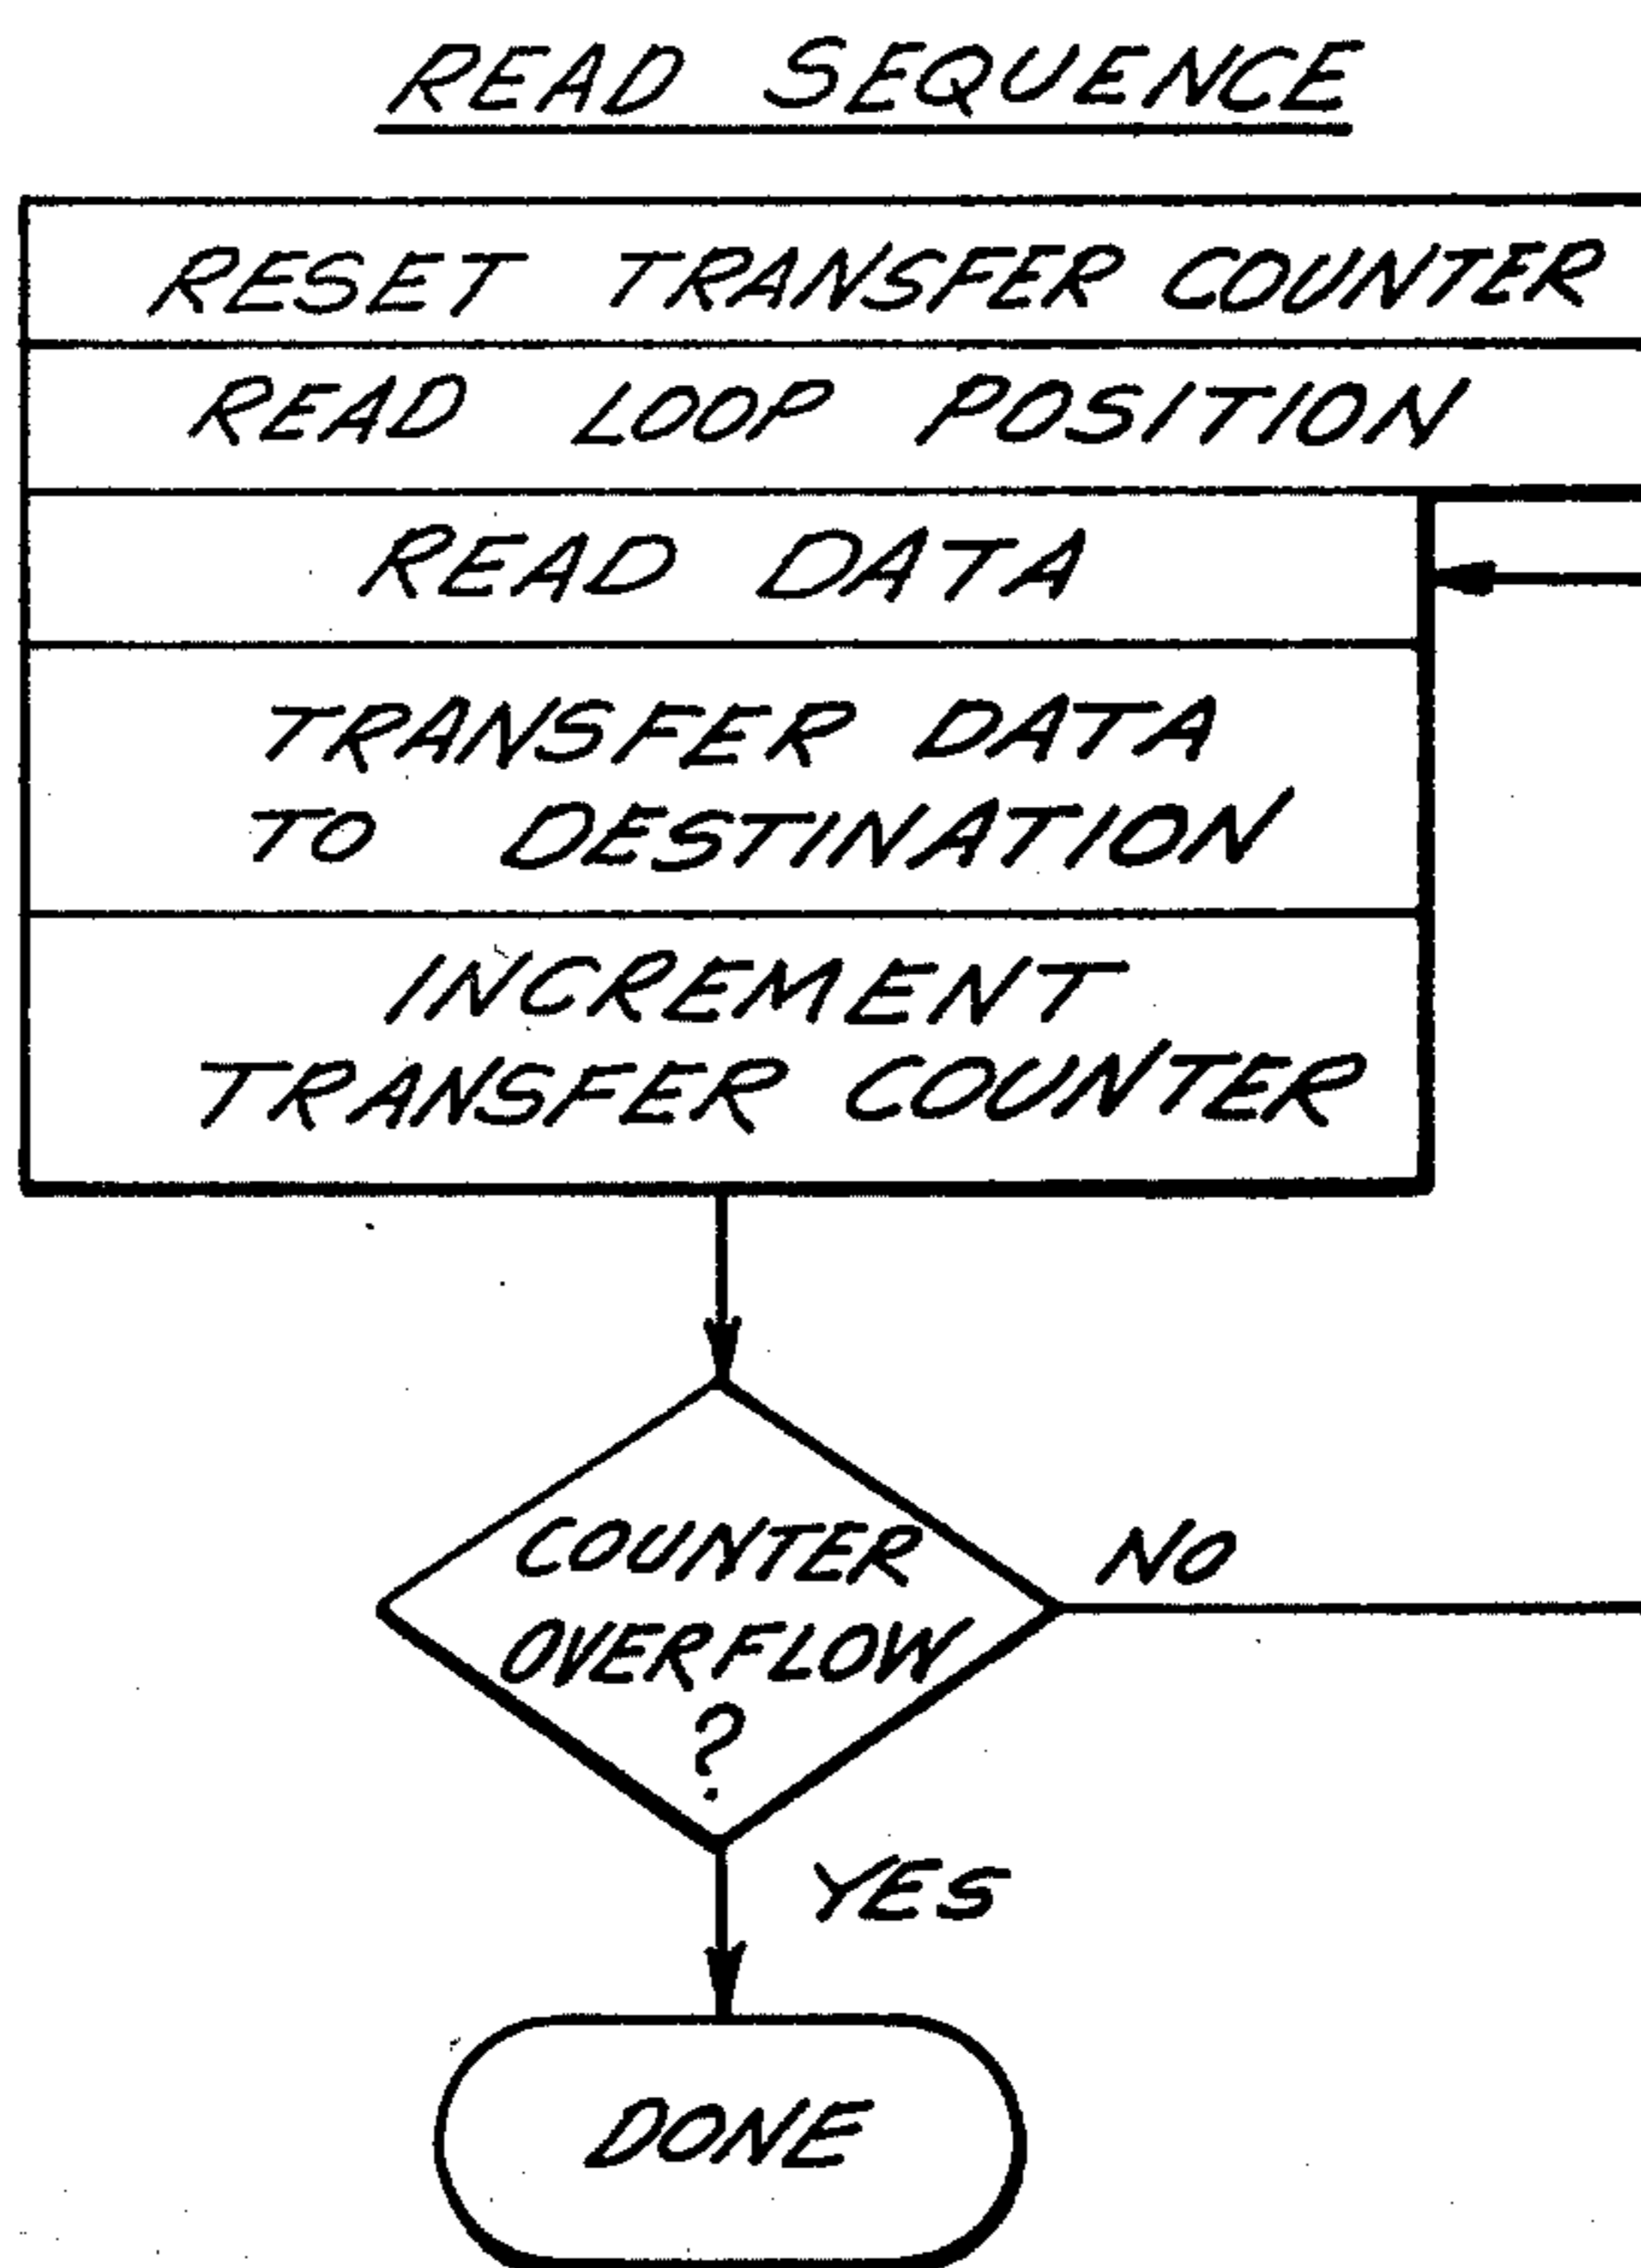 READ SEQUENCE
RESET TRANSFER COUNTER
READ LOOP POSITION
READ DATA
TRANSFER DATA
TO DESTINATION
INCREMENT
TRANSFER COUNTER
COUNTER
OVERFLOW
?
NO
YES
DONE